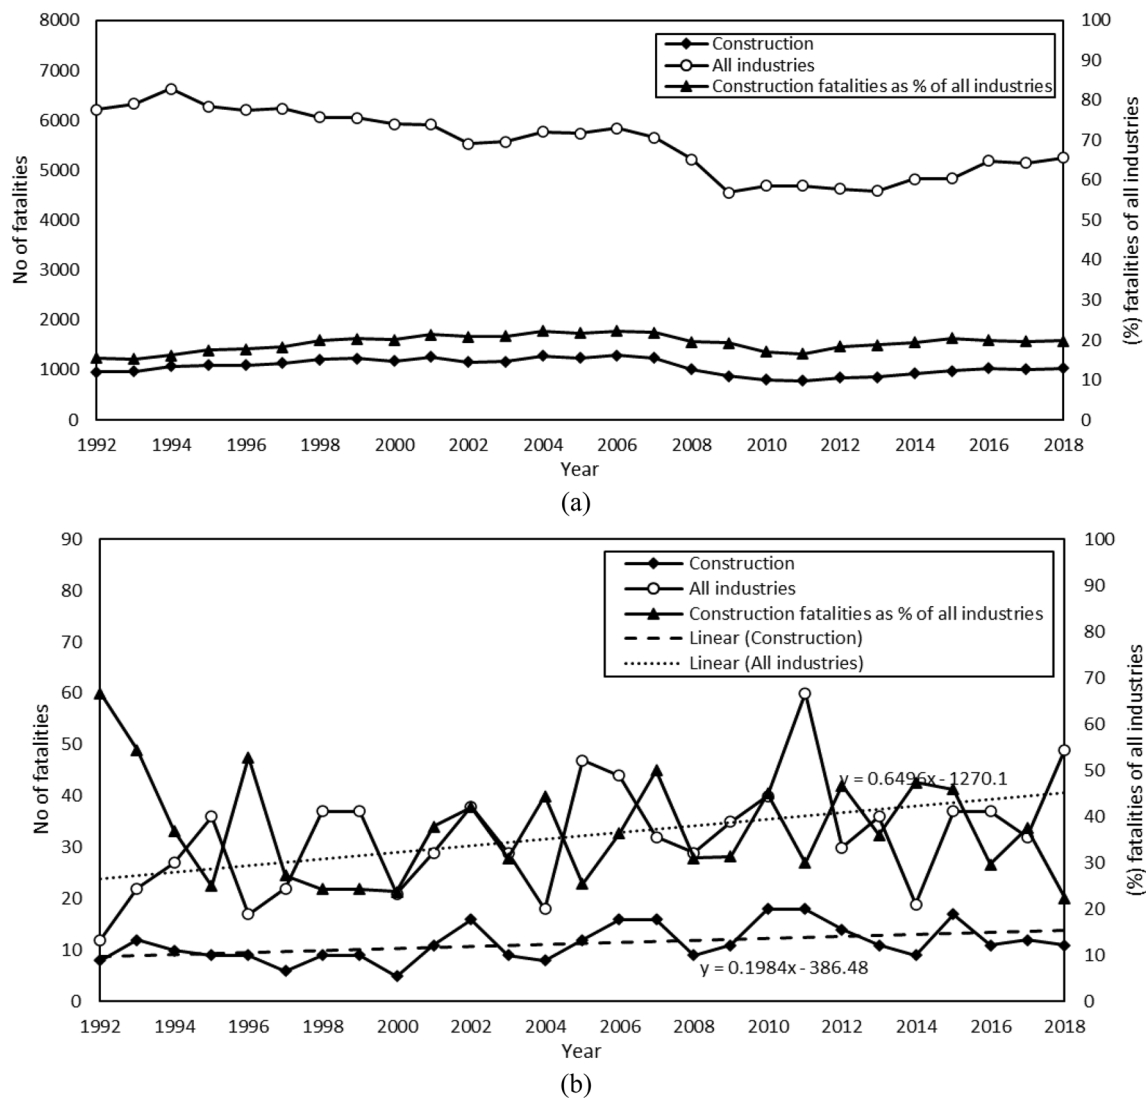 8000
7000
6000
5000
4000
3000
2000
1000
0
No of fatalities
100
90
80
70
60
50
40
30
20
10
0
(%) fatalities of all industries
Construction
All industries
Construction fatalities as % of all industries
1992 1994 1996 1998 2000 2002 2004 2006 2008 2010 2012 2014 2016 2018
Year
(a)
90
80
70
60
50
40
30
20
10
0
No of fatalities
100
90
80
70
60
50
40
30
20
10
0
(%) fatalities of all industries
Construction
All industries
Construction fatalities as % of all industries
Linear (Construction)
Linear (All industries)
y = 0.6496x - 1270.1
y = 0.1984x - 386.48
1992 1994 1996 1998 2000 2002 2004 2006 2008 2010 2012 2014 2016 2018
Year
(b)